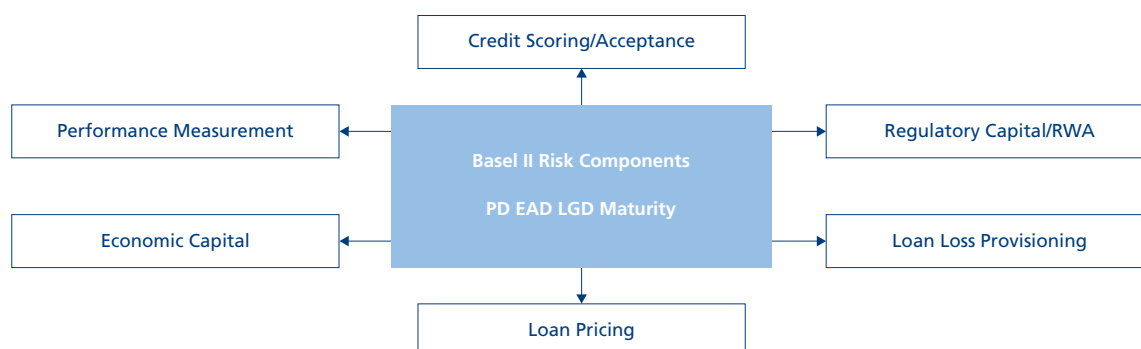 Credit Scoring/Acceptance
Performance Measurement
Regulatory Capital/RWA
Basel II Risk Components
PD EAD LGD Maturity
Economic Capital
Loan Loss Provisioning
Loan Pricing